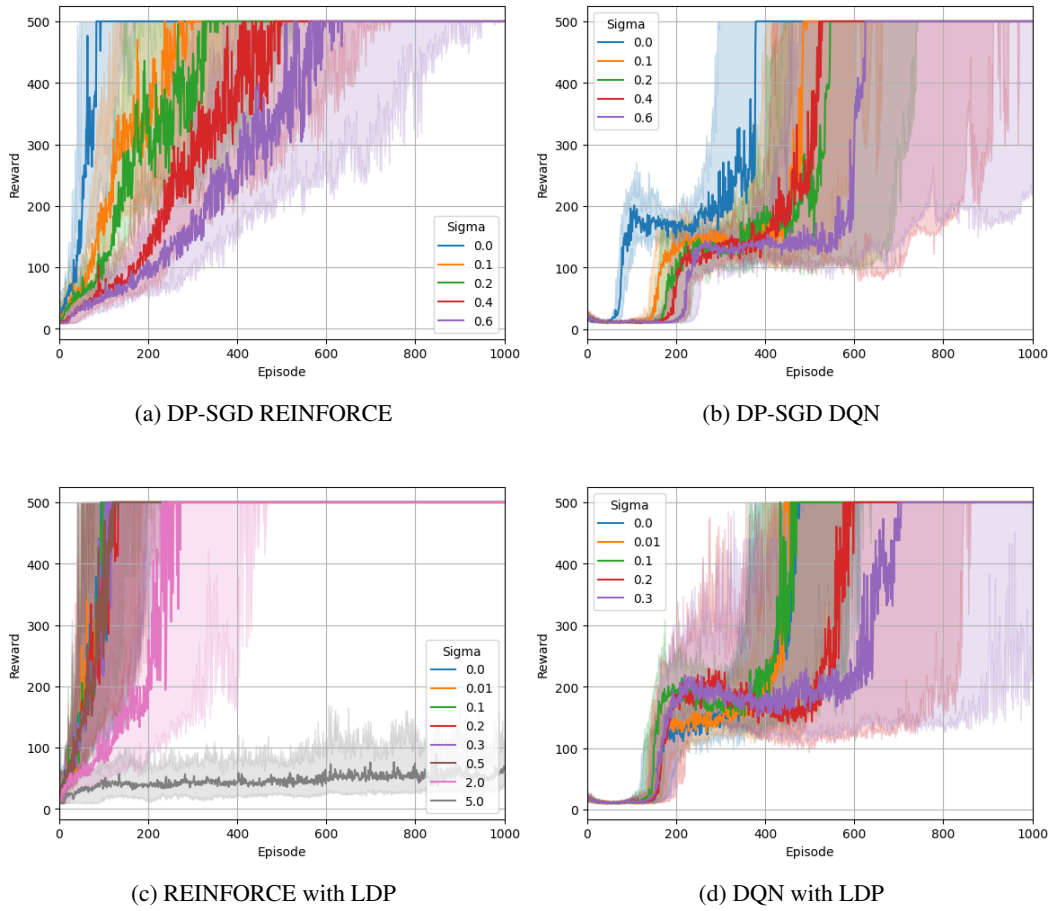 500
400
300
200
100
0
Reward
Sigma
0.0
0.1
0.2
0.4
0.6
0 200 400 600 800 1000
Episode
(a) DP-SGD REINFORCE
500
400
300
200
100
0
Reward
Sigma
0.0
0.1
0.2
0.4
0.6
0 200 400 600 800 1000
Episode
(b) DP-SGD DQN
500
400
300
200
100
0
Reward
Sigma
0.0
0.01
0.1
0.2
0.3
0.5
2.0
5.0
0 200 400 600 800 1000
Episode
(c) REINFORCE with LDP
500
400
300
200
100
0
Reward
Sigma
0.0
0.01
0.1
0.2
0.3
0 200 400 600 800 1000
Episode
(d) DQN with LDP